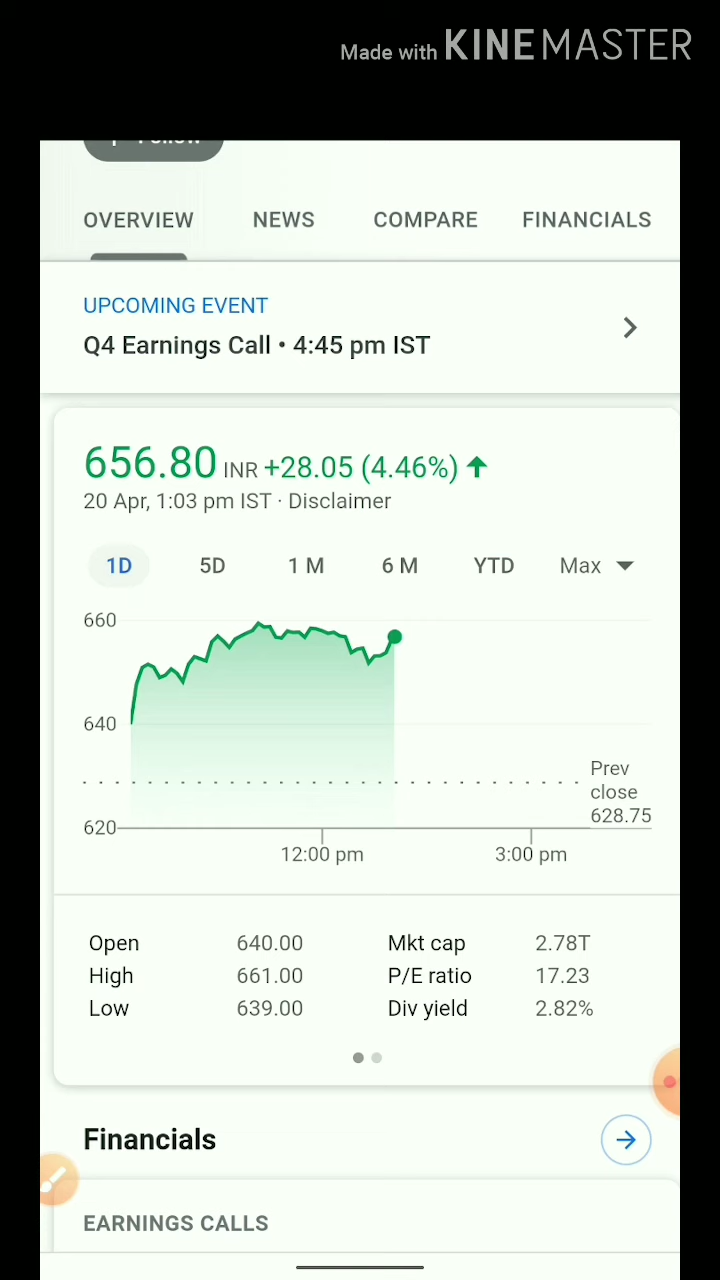 Made with KINEMASTER
OVERVIEW NEWS COMPARE FINANCIALS
UPCOMING EVENT
Q4 Earnings Call • 4:45 pm IST
656.80 INR +28.05 (4.46%)
20 Apr, 1:03 pm IST · Disclaimer
1D 5D 1 M 6 M YTD Max
660
640
Prev
close
628.75
620
12:00 pm 3:00 pm
Open 640.00 Mkt cap 2.78T
High 661.00 P/E ratio 17.23
Low 639.00 Div yield 2.82%
Financials
EARNINGS CALLS